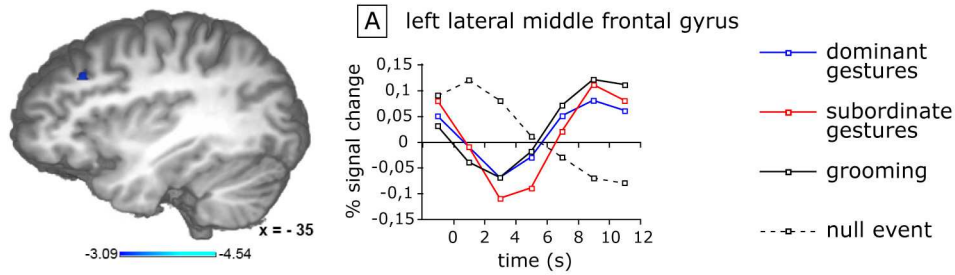 A left lateral middle frontal gyrus
% signal change
0,15
0,1
0,05
0
-0,05
-0,1
-0,15
0 2 4 6 8 10 12
time (s)
dominant
gestures
subordinate
gestures
grooming
null event
x = - 35
-3.09 -4.54